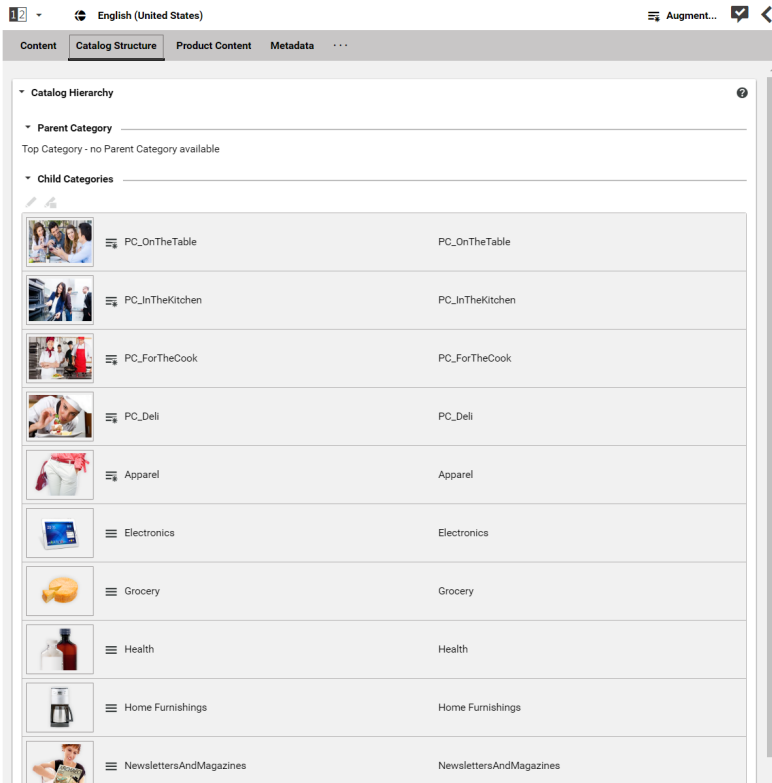 12 English (United States) Augment...
Content Catalog Structure Product Content Metadata ...
Catalog Hierarchy
Parent Category
Top Category - no Parent Category available
Child Categories
PC_OnTheTable PC_OnTheTable
PC_InTheKitchen PC_InTheKitchen
PC_ForTheCook PC_ForTheCook
PC_Deli PC_Deli
Apparel Apparel
Electronics Electronics
Grocery Grocery
Health Health
Home Furnishings Home Furnishings
NewslettersAndMagazines NewslettersAndMagazines